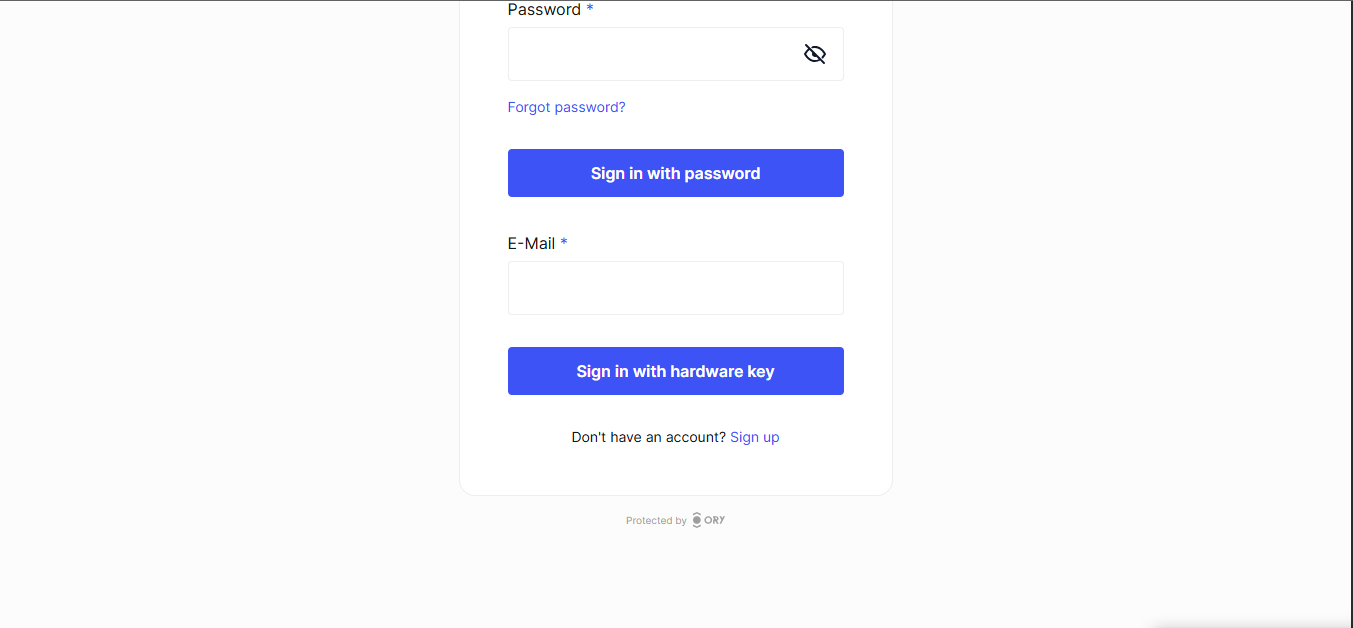 Password *
Forgot password?
Sign in with password
E-Mail *
Sign in with hardware key
Don't have an account? Sign up
Protected by ORY